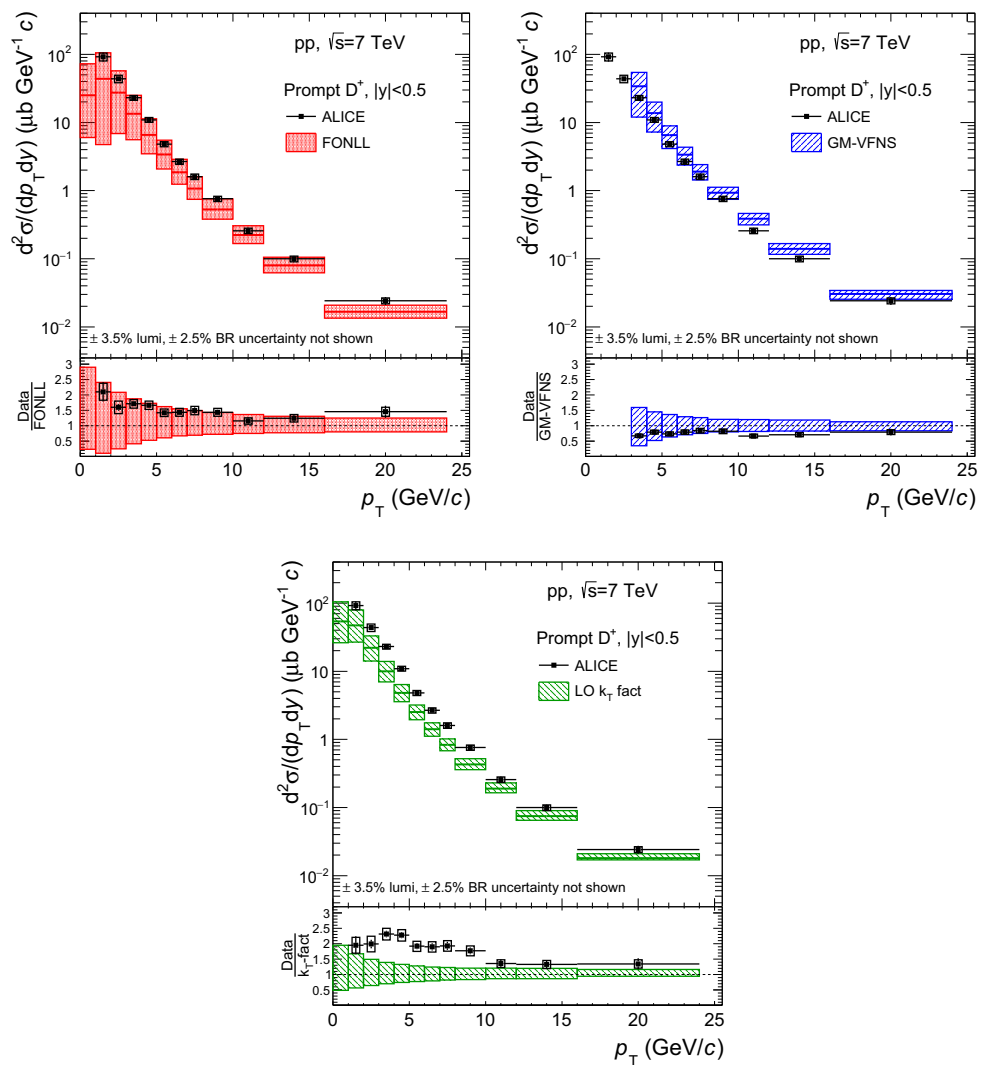 pp, √s=7 TeV
Prompt D⁺, |y|<0.5
ALICE
FONLL
d²σ/(dp_T dy) (μb GeV⁻¹ c)
10²
10
1
10⁻¹
10⁻²
± 3.5% lumi, ± 2.5% BR uncertainty not shown
Data
FONLL
3
2.5
2
1.5
1
0.5
0 5 10 15 20 25
p_T (GeV/c)
pp, √s=7 TeV
Prompt D⁺, |y|<0.5
ALICE
GM-VFNS
d²σ/(dp_T dy) (μb GeV⁻¹ c)
10²
10
1
10⁻¹
10⁻²
± 3.5% lumi, ± 2.5% BR uncertainty not shown
Data
GM-VFNS
3
2.5
2
1.5
1
0.5
0 5 10 15 20 25
p_T (GeV/c)
pp, √s=7 TeV
Prompt D⁺, |y|<0.5
ALICE
LO k_T fact
d²σ/(dp_T dy) (μb GeV⁻¹ c)
10²
10
1
10⁻¹
10⁻²
± 3.5% lumi, ± 2.5% BR uncertainty not shown
Data
k_T-fact
3
2.5
2
1.5
1
0.5
0 5 10 15 20 25
p_T (GeV/c)